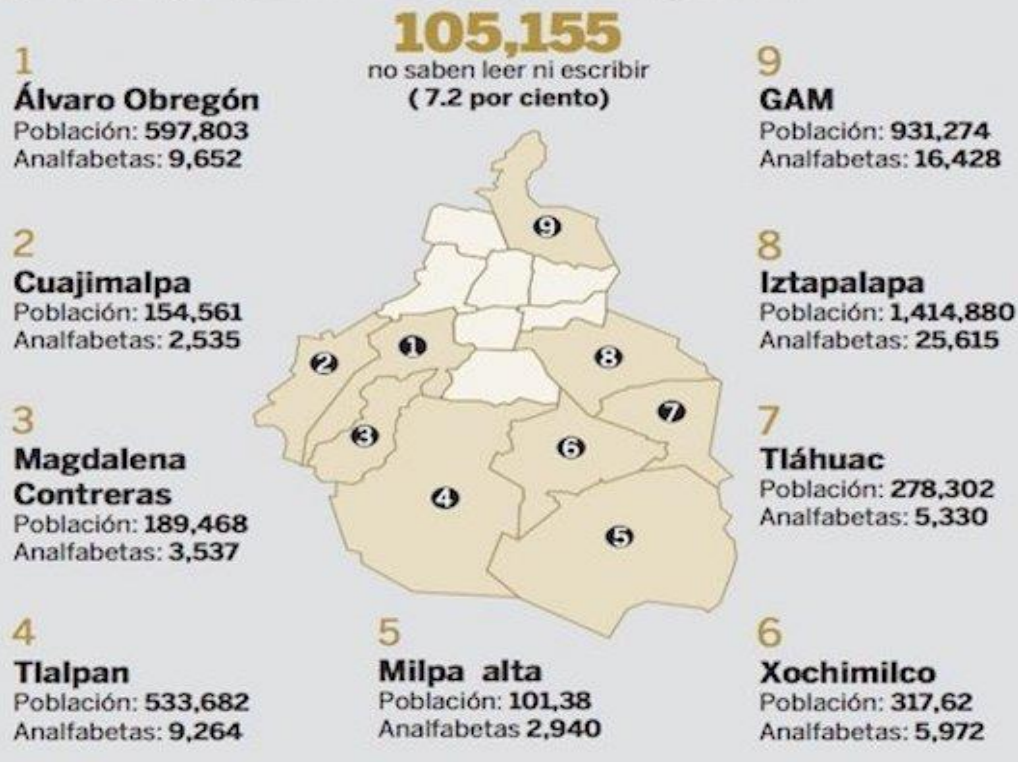 105,155
no saben leer ni escribir
( 7.2 por ciento)
1
Álvaro Obregón
Población: 597,803
Analfabetas: 9,652
2
Cuajimalpa
Población: 154,561
Analfabetas: 2,535
3
Magdalena
Contreras
Población: 189,468
Analfabetas: 3,537
4
Tlalpan
Población: 533,682
Analfabetas: 9,264
5
Milpa alta
Población: 101,38
Analfabetas 2,940
6
Xochimilco
Población: 317,62
Analfabetas: 5,972
7
Tláhuac
Población: 278,302
Analfabetas: 5,330
8
Iztapalapa
Población: 1,414,880
Analfabetas: 25,615
9
GAM
Población: 931,274
Analfabetas: 16,428
9
1
2
8
7
3
6
4
5